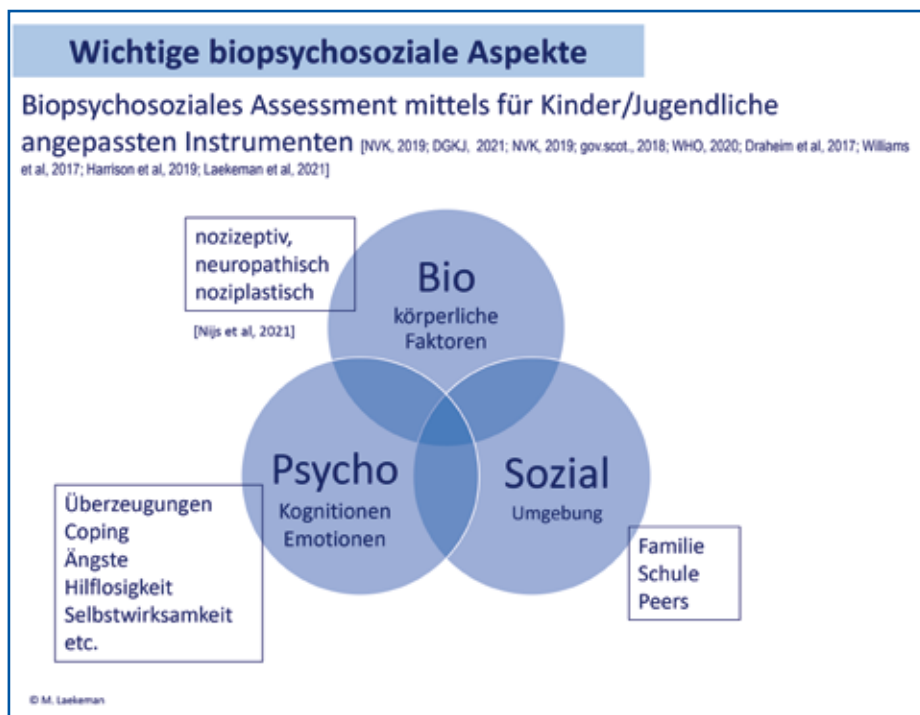 Wichtige biopsychosoziale Aspekte
Biopsychosoziales Assessment mittels für Kinder/Jugendliche
angepassten Instrumenten [NVK, 2019; DGKJ, 2021; NVK, 2019; gov.scot., 2018; WHO, 2020; Draheim et al, 2017; Williams
et al, 2017; Harrison et al, 2019; Laekeman et al, 2021]
nozizeptiv,
neuropathisch
noziplastisch
[Nijs et al, 2021]
Bio
körperliche
Faktoren
Psycho
Kognitionen
Emotionen
Sozial
Umgebung
Überzeugungen
Coping
Ängste
Hilflosigkeit
Selbstwirksamkeit
etc.
Familie
Schule
Peers
© M. Laekeman